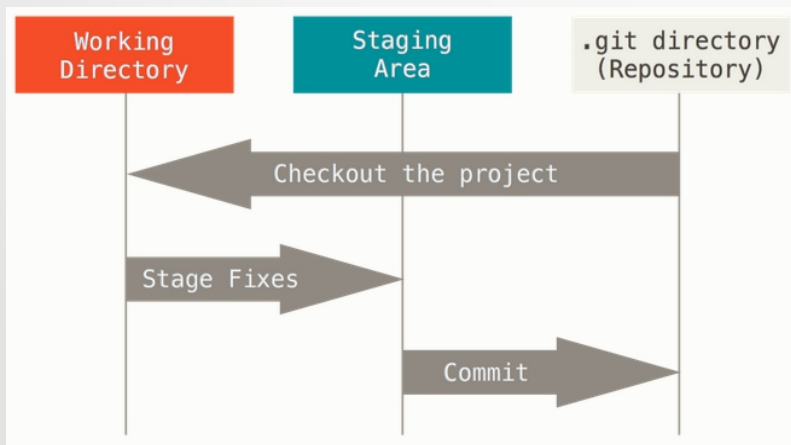 Working
Directory
Staging
Area
.git directory
(Repository)
Checkout the project
Stage Fixes
Commit